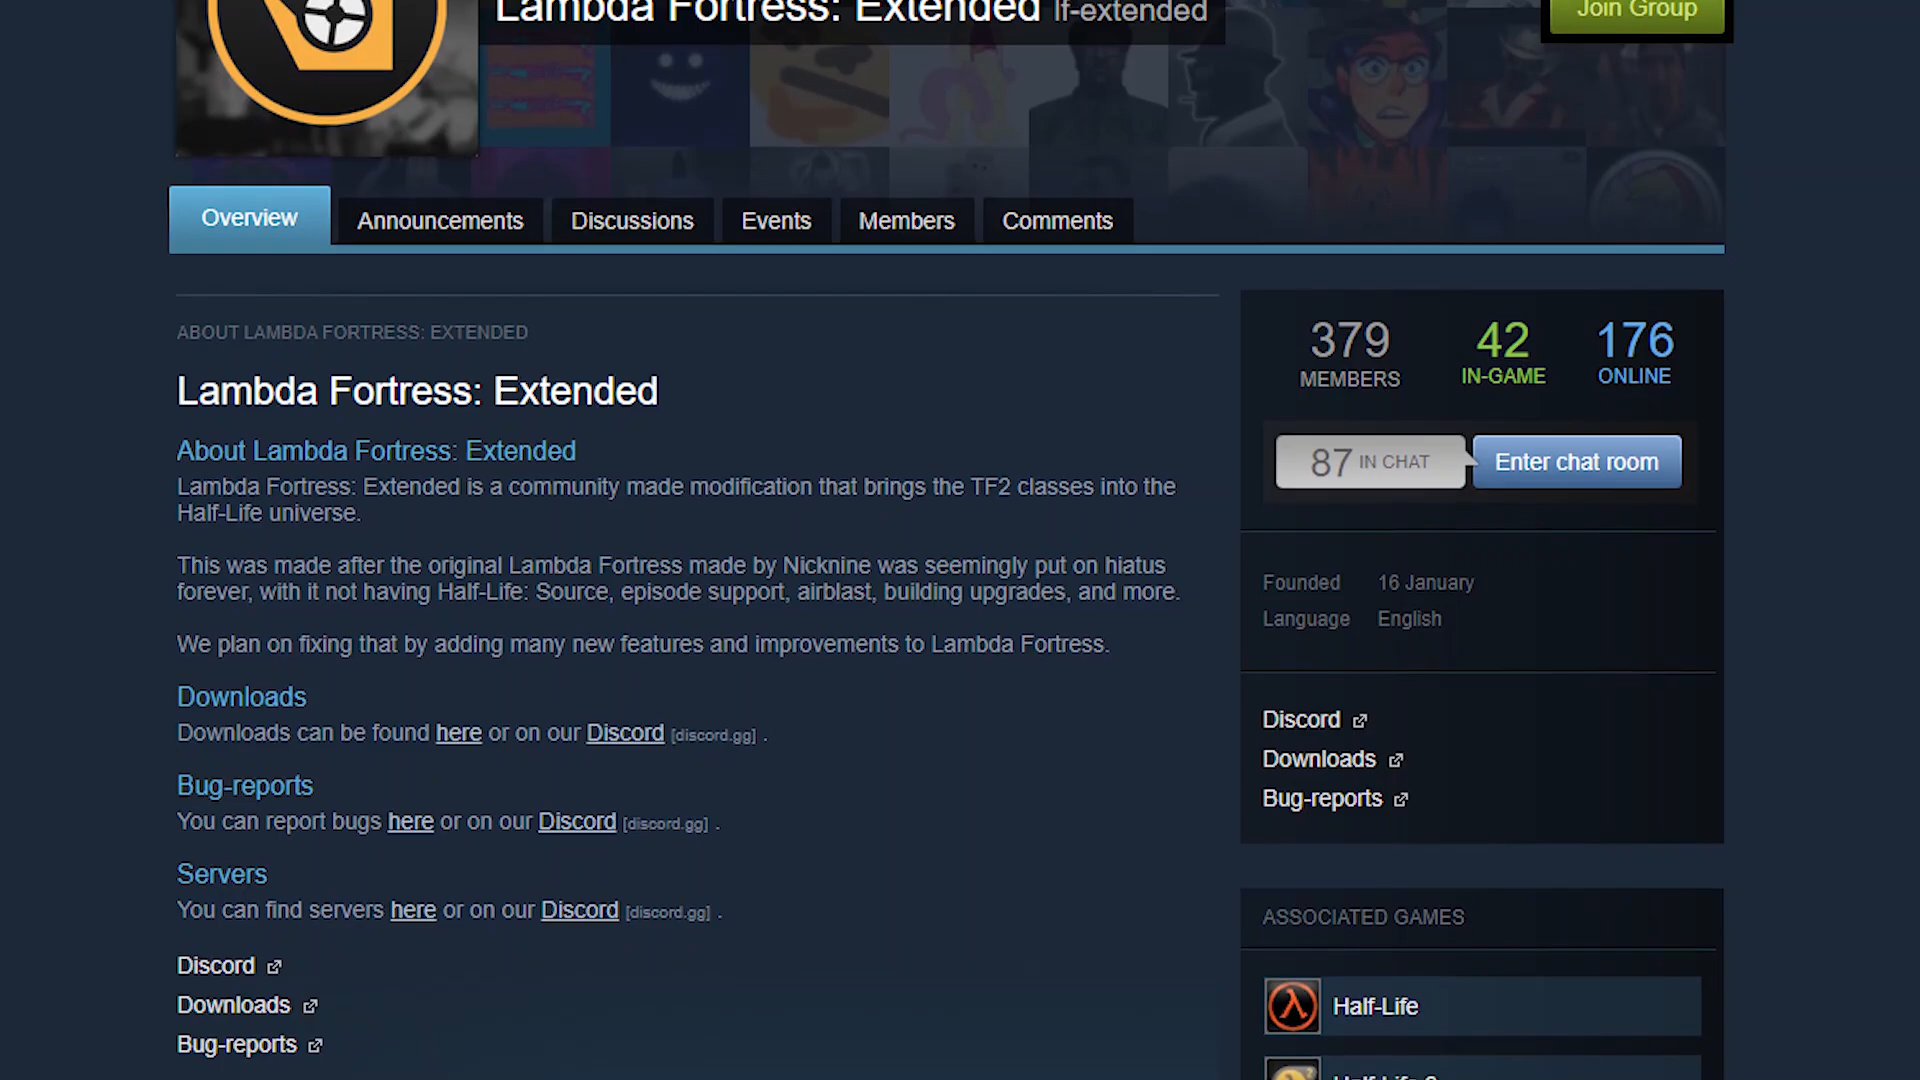 Lambda Fortress: Extended lf-extended
Join Group
Overview
Announcements
Discussions
Events
Members
Comments
ABOUT LAMBDA FORTRESS: EXTENDED
Lambda Fortress: Extended
About Lambda Fortress: Extended
Lambda Fortress: Extended is a community made modification that brings the TF2 classes into the
Half-Life universe.
This was made after the original Lambda Fortress made by Nicknine was seemingly put on hiatus
forever, with it not having Half-Life: Source, episode support, airblast, building upgrades, and more.
We plan on fixing that by adding many new features and improvements to Lambda Fortress.
Downloads
Downloads can be found here or on our Discord [discord.gg] .
Bug-reports
You can report bugs here or on our Discord [discord.gg] .
Servers
You can find servers here or on our Discord [discord.gg] .
Discord
Downloads
Bug-reports
379
MEMBERS
42
IN-GAME
176
ONLINE
87 IN CHAT
Enter chat room
Founded 16 January
Language English
Discord
Downloads
Bug-reports
ASSOCIATED GAMES
Half-Life
Half-Life 2